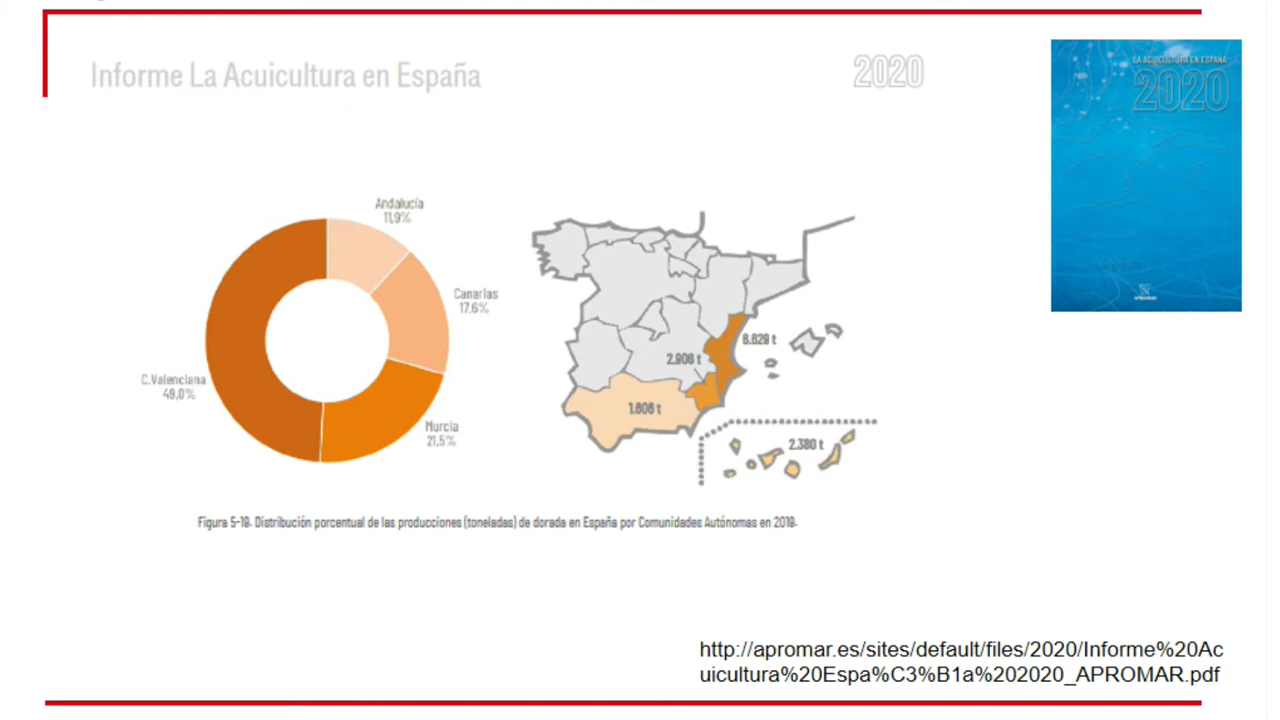 Informe La Acuicultura en España
2020
LA ACUICULTURA EN ESPAÑA
2020
Andalucía
11,9%
Canarias
17,6%
C.Valenciana
49,0%
Murcia
21,5%
6.629 t
2.906 t
1.606 t
2.380 t
Figura 5-19. Distribución porcentual de las producciones (toneladas) de dorada en España por Comunidades Autónomas en 2019.
http://apromar.es/sites/default/files/2020/Informe%20Ac
uicultura%20Espa%C3%B1a%202020_APROMAR.pdf